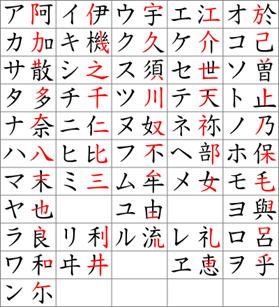 ア阿 イ伊 ウ宇 エ江 オ於
カ加 キ機 ク久 ケ介 コ己
サ散 シ之 ス須 セ世 ソ曽
タ多 チ千 ツ川 テ天 ト止
ナ奈 ニ仁 ヌ奴 ネ祢 ノ乃
ハ八 ヒ比 フ不 ヘ部 ホ保
マ末 ミ三 ム牟 メ女 モ毛
ヤ也 ユ由 ヨ與
ラ良 リ利 ル流 レ礼 ロ呂
ワ和 ヰ井 ヱ恵 ヲ乎
ン尓